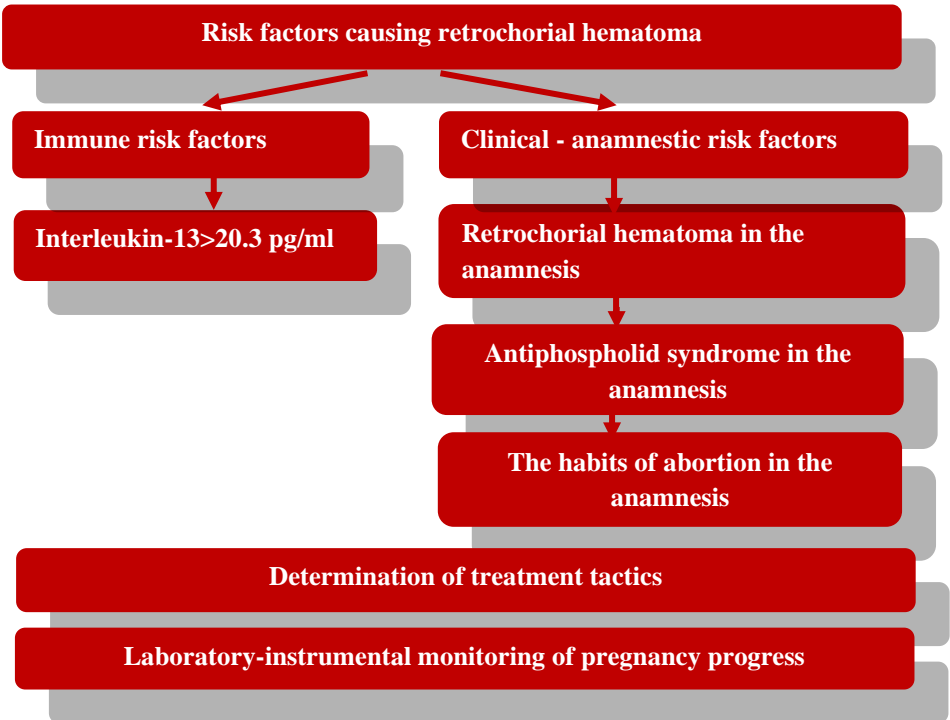 Risk factors causing retrochorial hematoma
Immune risk factors
Clinical - anamnestic risk factors
Interleukin-13>20.3 pg/ml
Retrochorial hematoma in the
anamnesis
Antiphospholid syndrome in the
anamnesis
The habits of abortion in the
anamnesis
Determination of treatment tactics
Laboratory-instrumental monitoring of pregnancy progress